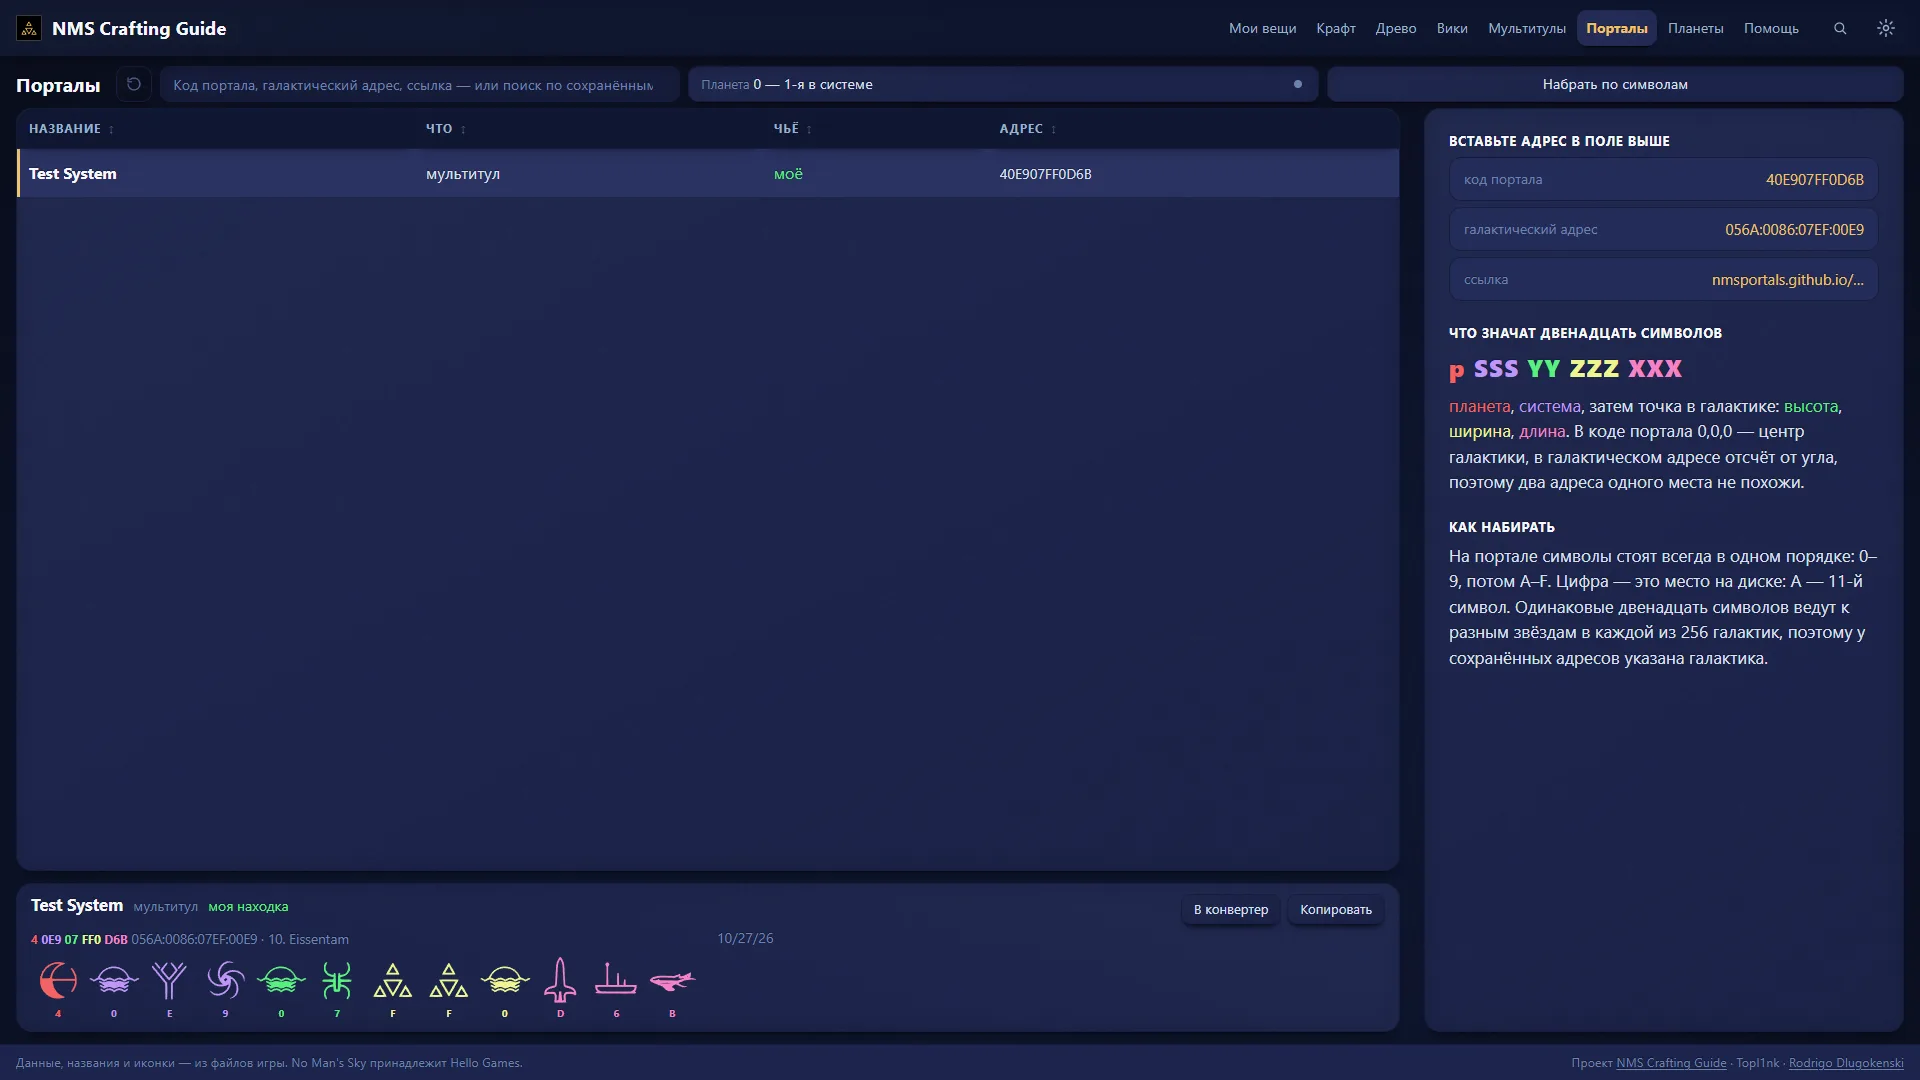 NMS Crafting Guide
Мои вещи Крафт Древо Вики Мультитулы Порталы Планеты Помощь
Порталы
Код портала, галактический адрес, ссылка — или поиск по сохранённым
Планета 0 — 1-я в системе
Набрать по символам
НАЗВАНИЕ ↕ ЧТО ↕ ЧЬЁ ↕ АДРЕС ↕
Test System мультитул моё 40E907FF0D6B
ВСТАВЬТЕ АДРЕС В ПОЛЕ ВЫШЕ
код портала 40E907FF0D6B
галактический адрес 056A:0086:07EF:00E9
ссылка nmsportals.github.io/...
ЧТО ЗНАЧАТ ДВЕНАДЦАТЬ СИМВОЛОВ
p SSS YY ZZZ XXX
планета, система, затем точка в галактике: высота,
ширина, длина. В коде портала 0,0,0 — центр
галактики, в галактическом адресе отсчёт от угла,
поэтому два адреса одного места не похожи.
КАК НАБИРАТЬ
На портале символы стоят всегда в одном порядке: 0–
9, потом A–F. Цифра — это место на диске: A — 11-й
символ. Одинаковые двенадцать символов ведут к
разным звёздам в каждой из 256 галактик, поэтому у
сохранённых адресов указана галактика.
Test System мультитул моя находка
В конвертер Копировать
4 0E9 07 FF0 D6B 056A:0086:07EF:00E9 · 10. Eissentam
10/27/26
4 0 E 9 0 7 F F 0 D 6 B
Данные, названия и иконки — из файлов игры. No Man's Sky принадлежит Hello Games.
Проект NMS Crafting Guide · Topl1nk · Rodrigo Dlugokenski